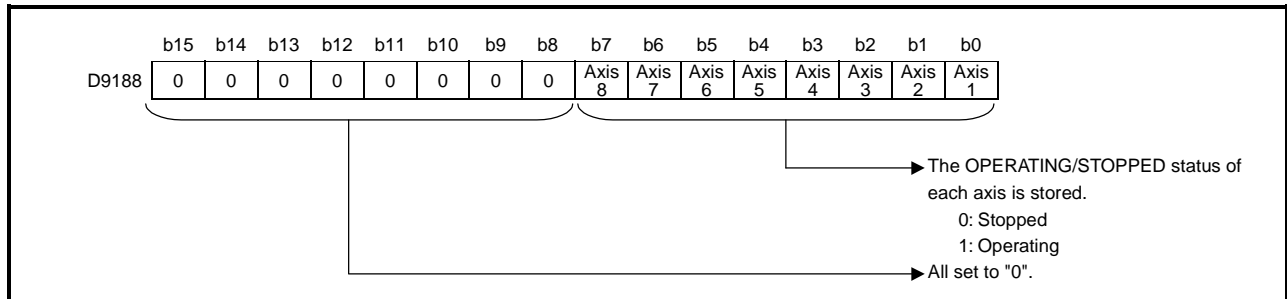 b15 b14 b13 b12 b11 b10 b9 b8 b7 b6 b5 b4 b3 b2 b1 b0
D9188 0 0 0 0 0 0 0 0 Axis 8 Axis 7 Axis 6 Axis 5 Axis 4 Axis 3 Axis 2 Axis 1
The OPERATING/STOPPED status of
each axis is stored.
0: Stopped
1: Operating
All set to "0".